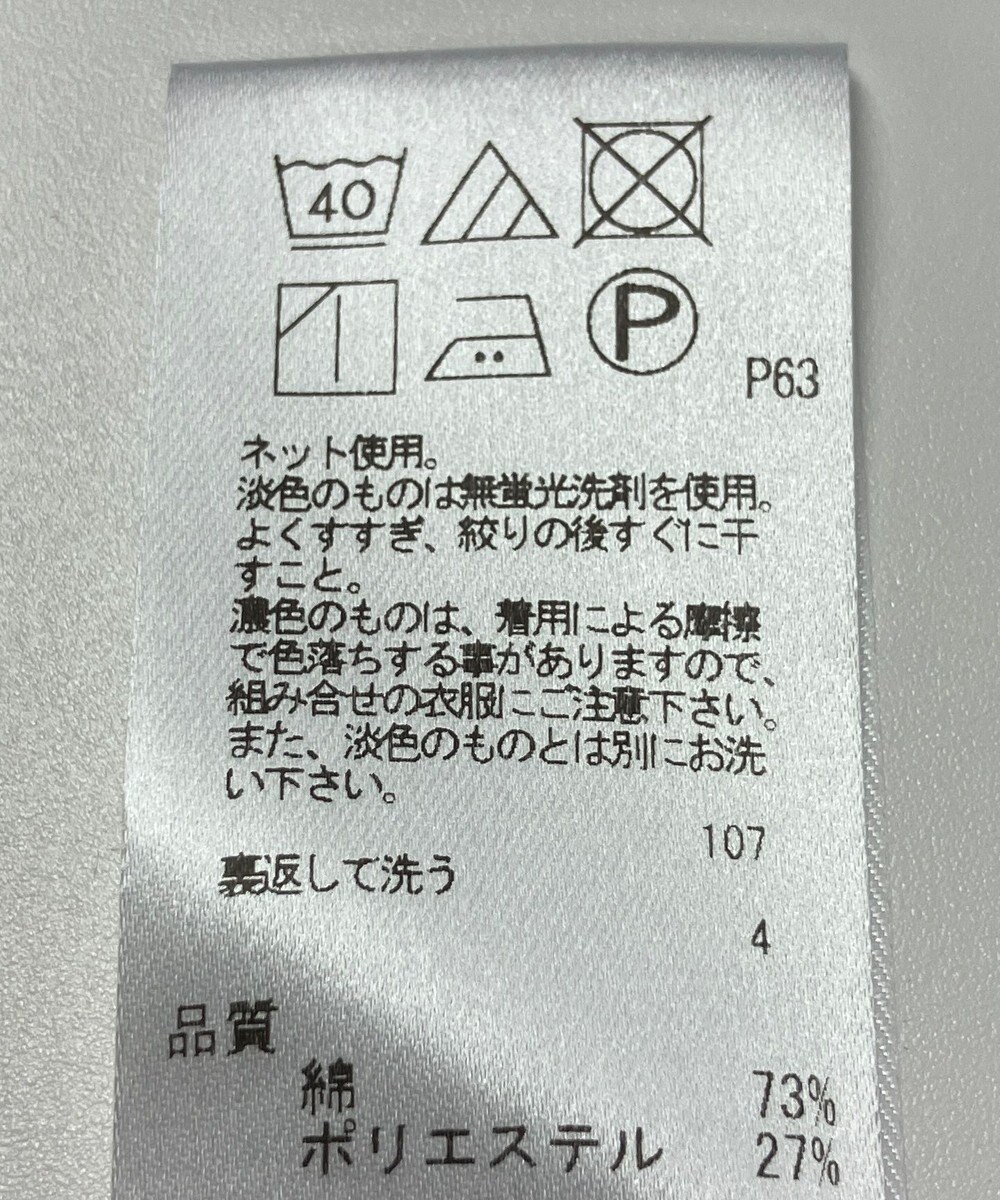 40
P
P63
ネット使用。
淡色のものは無蛍光洗剤を使用。
よくすすぎ、絞りの後すぐに干
すこと。
濃色のものは、着用による摩擦
で色落ちする事がありますので、
組み合せの衣服にご注意下さい。
また、淡色のものとは別にお洗
い下さい。
107
裏返して洗う
4
品質
綿 73%
ポリエステル 27%